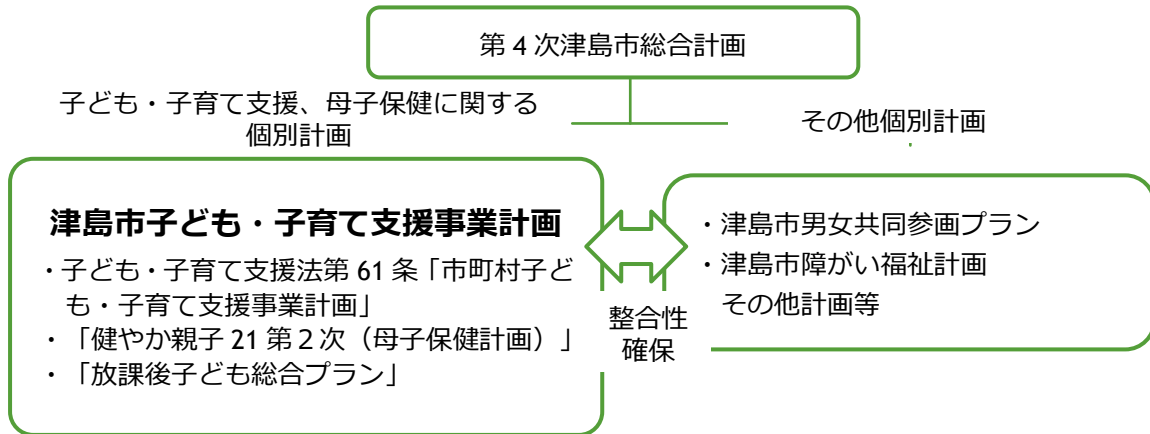 第4次津島市総合計画
子ども・子育て支援、母子保健に関する
個別計画
その他個別計画
津島市子ども・子育て支援事業計画
・子ども・子育て支援法第 61 条「市町村子ど
も・子育て支援事業計画」
・「健やか親子 21 第２次（母子保健計画）」
・「放課後子ども総合プラン」
整合性
確保
・津島市男女共同参画プラン
・津島市障がい福祉計画
その他計画等